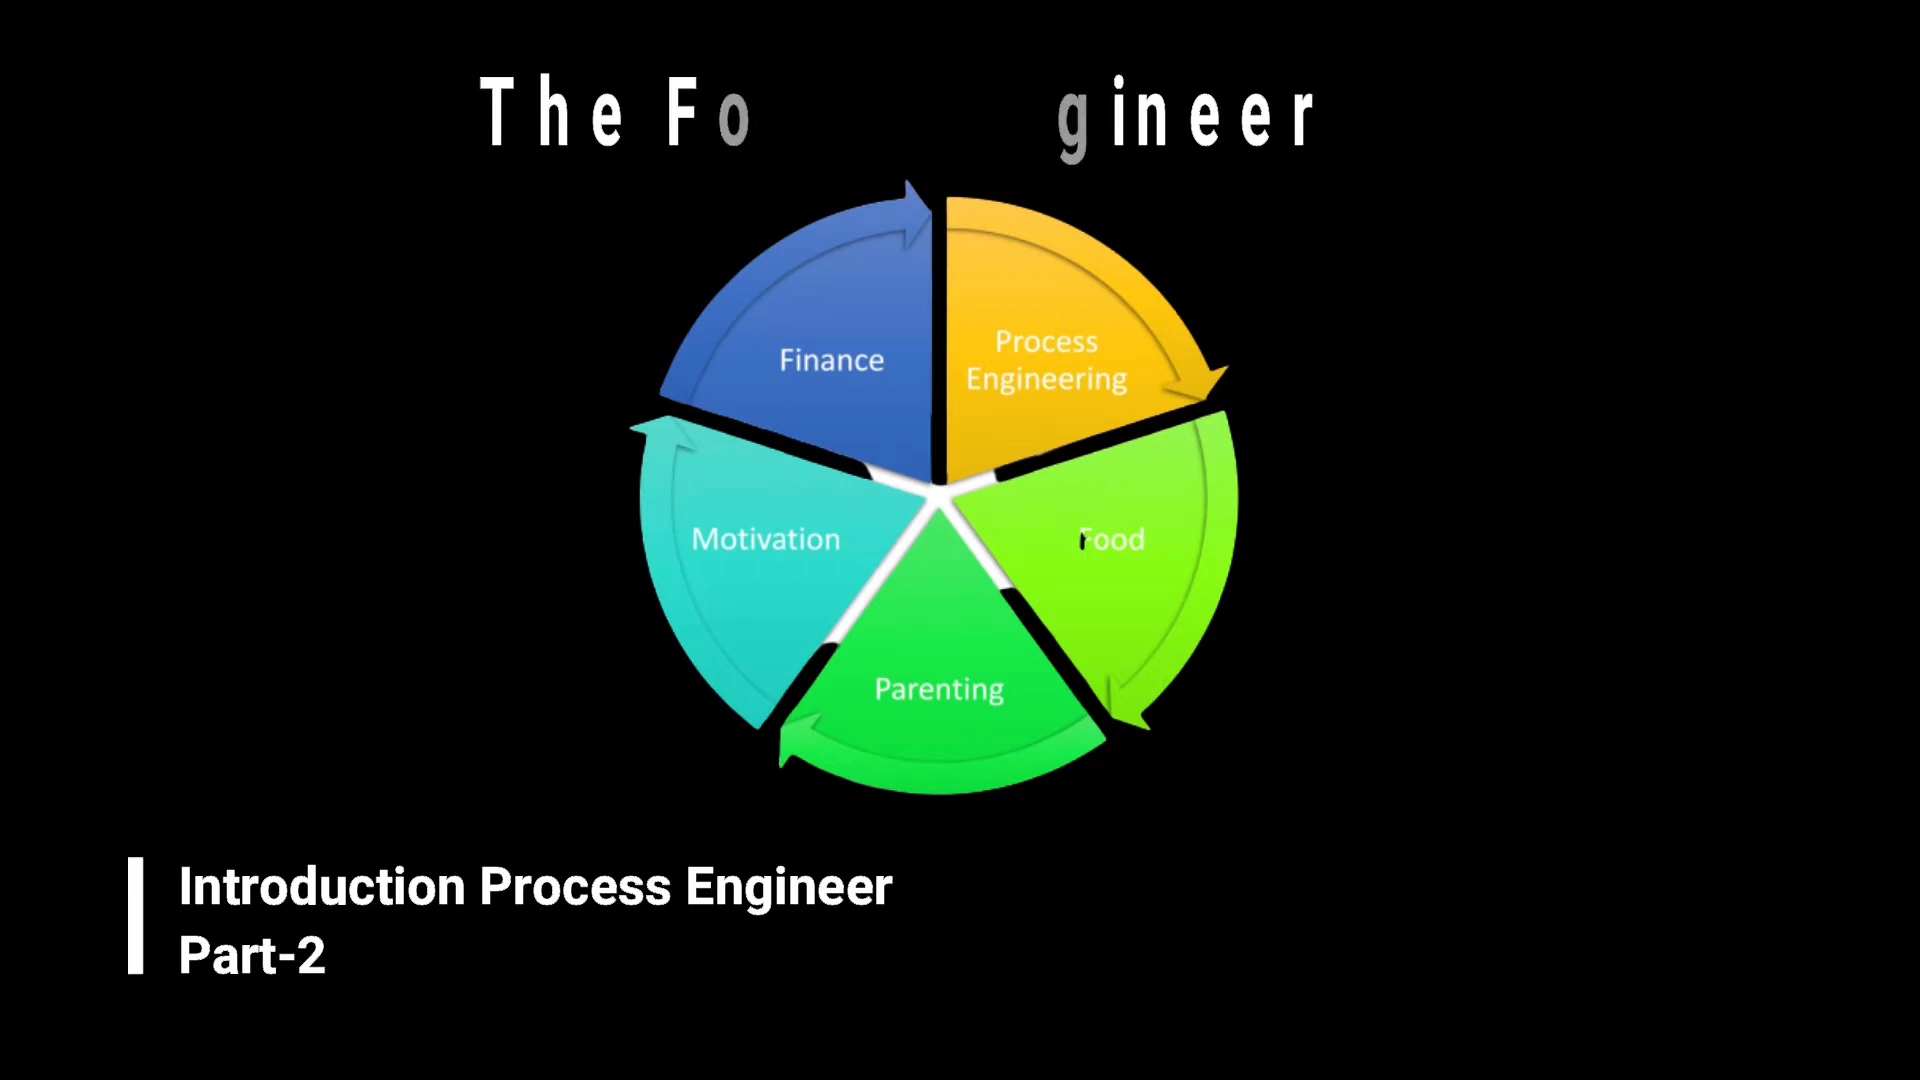 The Fo gineer
Finance
Process
Engineering
Motivation
Food
Parenting
Introduction Process Engineer
Part-2